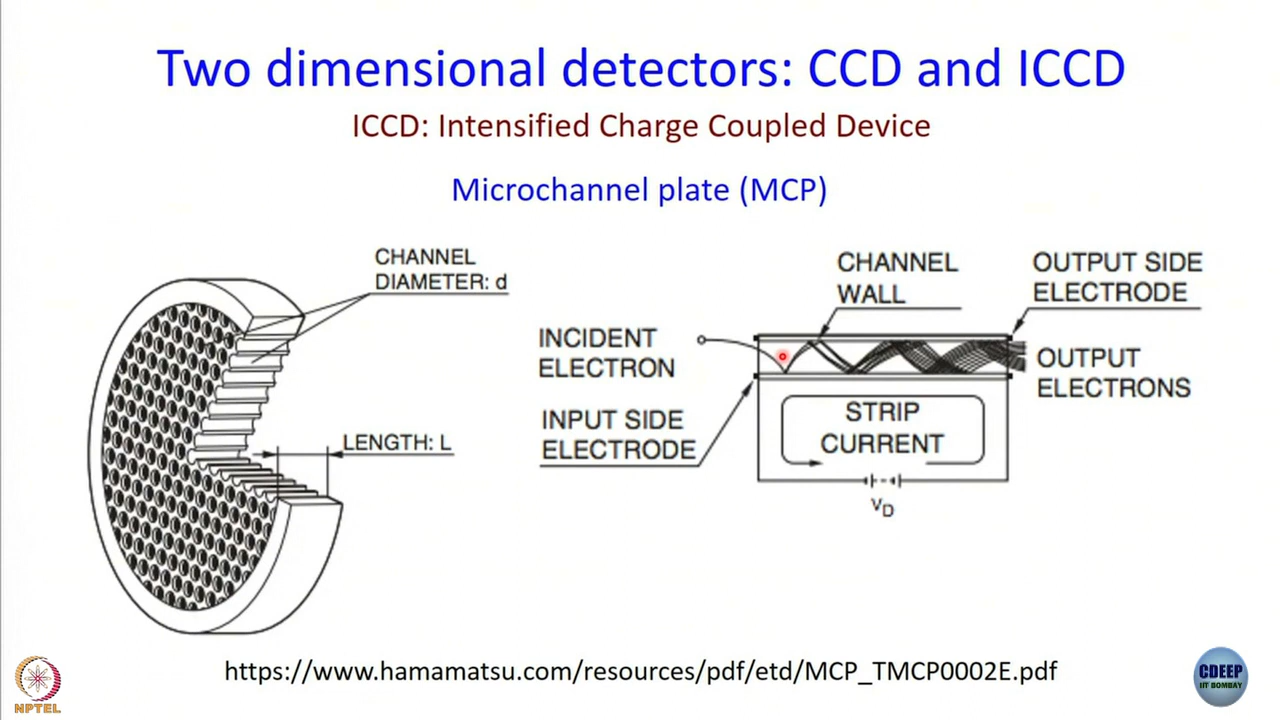 Two dimensional detectors: CCD and ICCD
ICCD: Intensified Charge Coupled Device
Microchannel plate (MCP)
CHANNEL
DIAMETER: d
LENGTH: L
CHANNEL
WALL
OUTPUT SIDE
ELECTRODE
INCIDENT
ELECTRON
OUTPUT
ELECTRONS
INPUT SIDE
ELECTRODE
STRIP
CURRENT
VD
https://www.hamamatsu.com/resources/pdf/etd/MCP_TMCP0002E.pdf
NPTEL
CDEEP
IIT BOMBAY